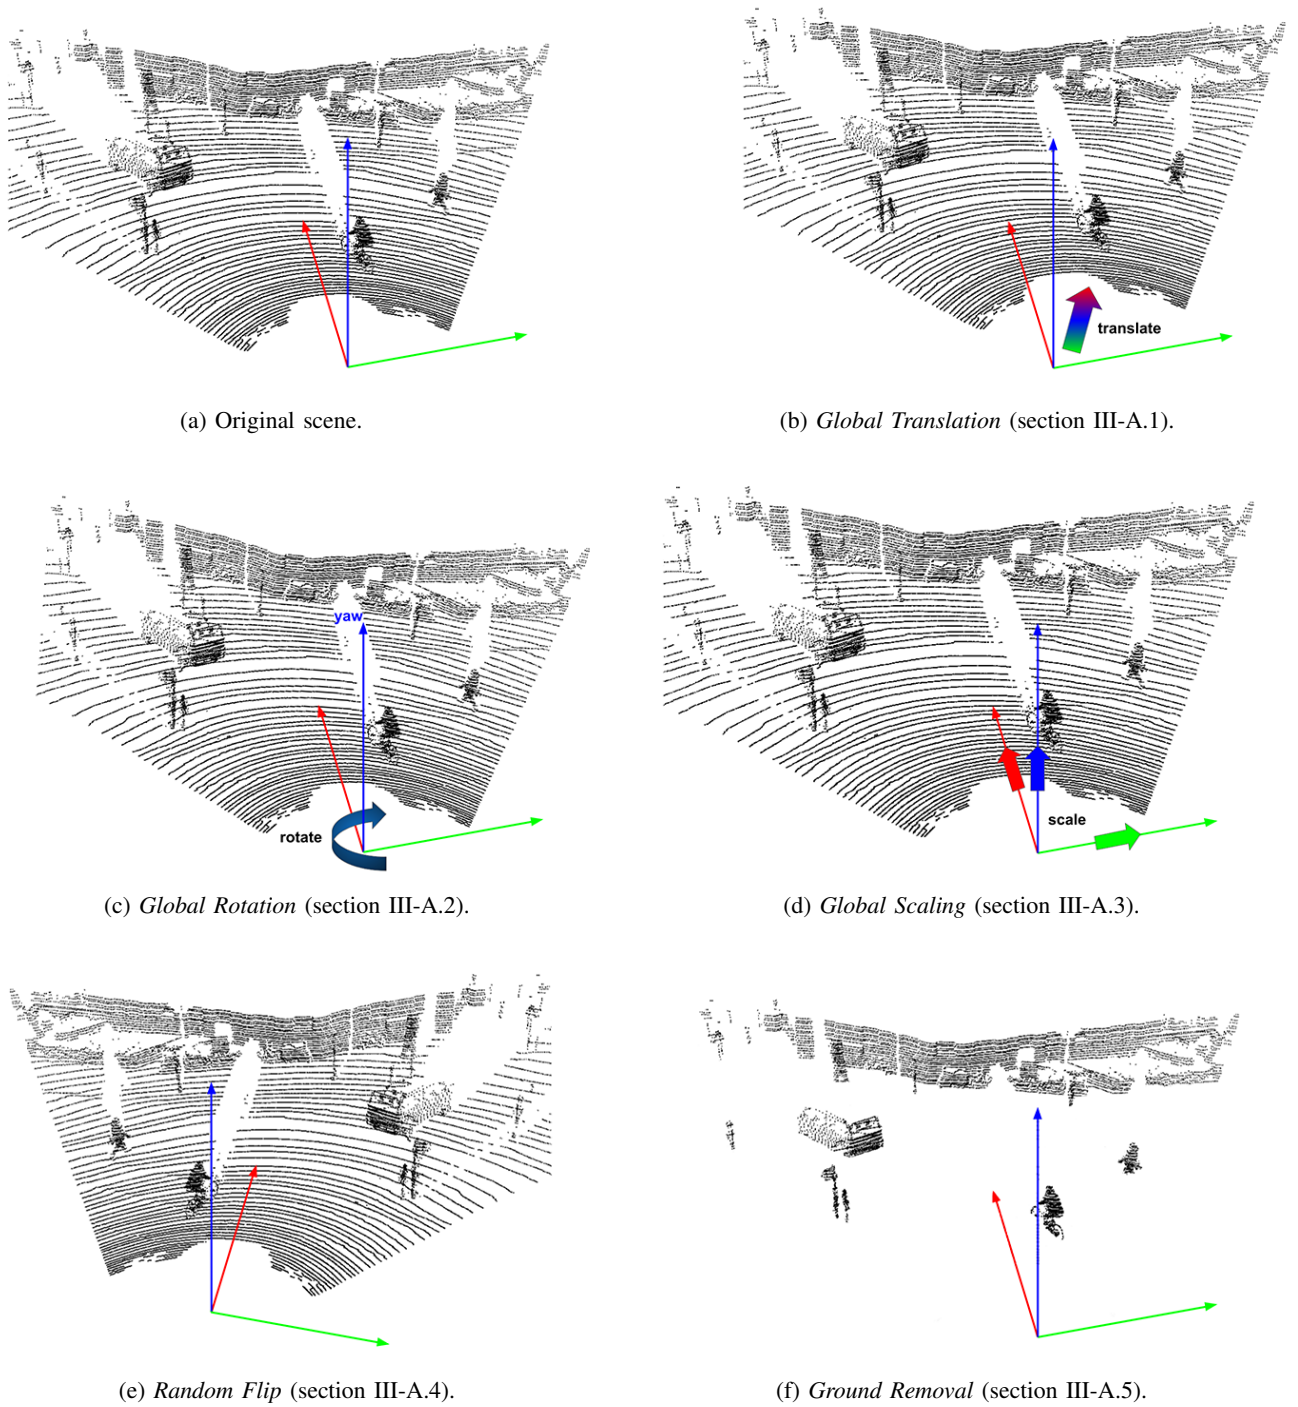 translate
(a) Original scene.
(b) Global Translation (section III-A.1).
yaw
rotate
scale
(c) Global Rotation (section III-A.2).
(d) Global Scaling (section III-A.3).
(e) Random Flip (section III-A.4).
(f) Ground Removal (section III-A.5).